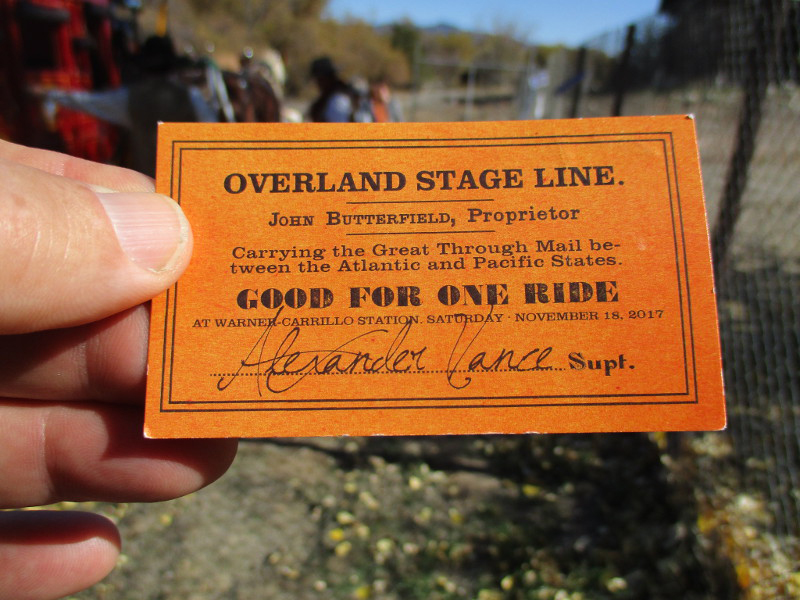 OVERLAND STAGE LINE.
John Butterfield, Proprietor
Carrying the Great Through Mail be-
tween the Atlantic and Pacific States.
GOOD FOR ONE RIDE
AT WARNER-CARRILLO STATION. SATURDAY · NOVEMBER 18, 2017
Alexander Vance Supt.